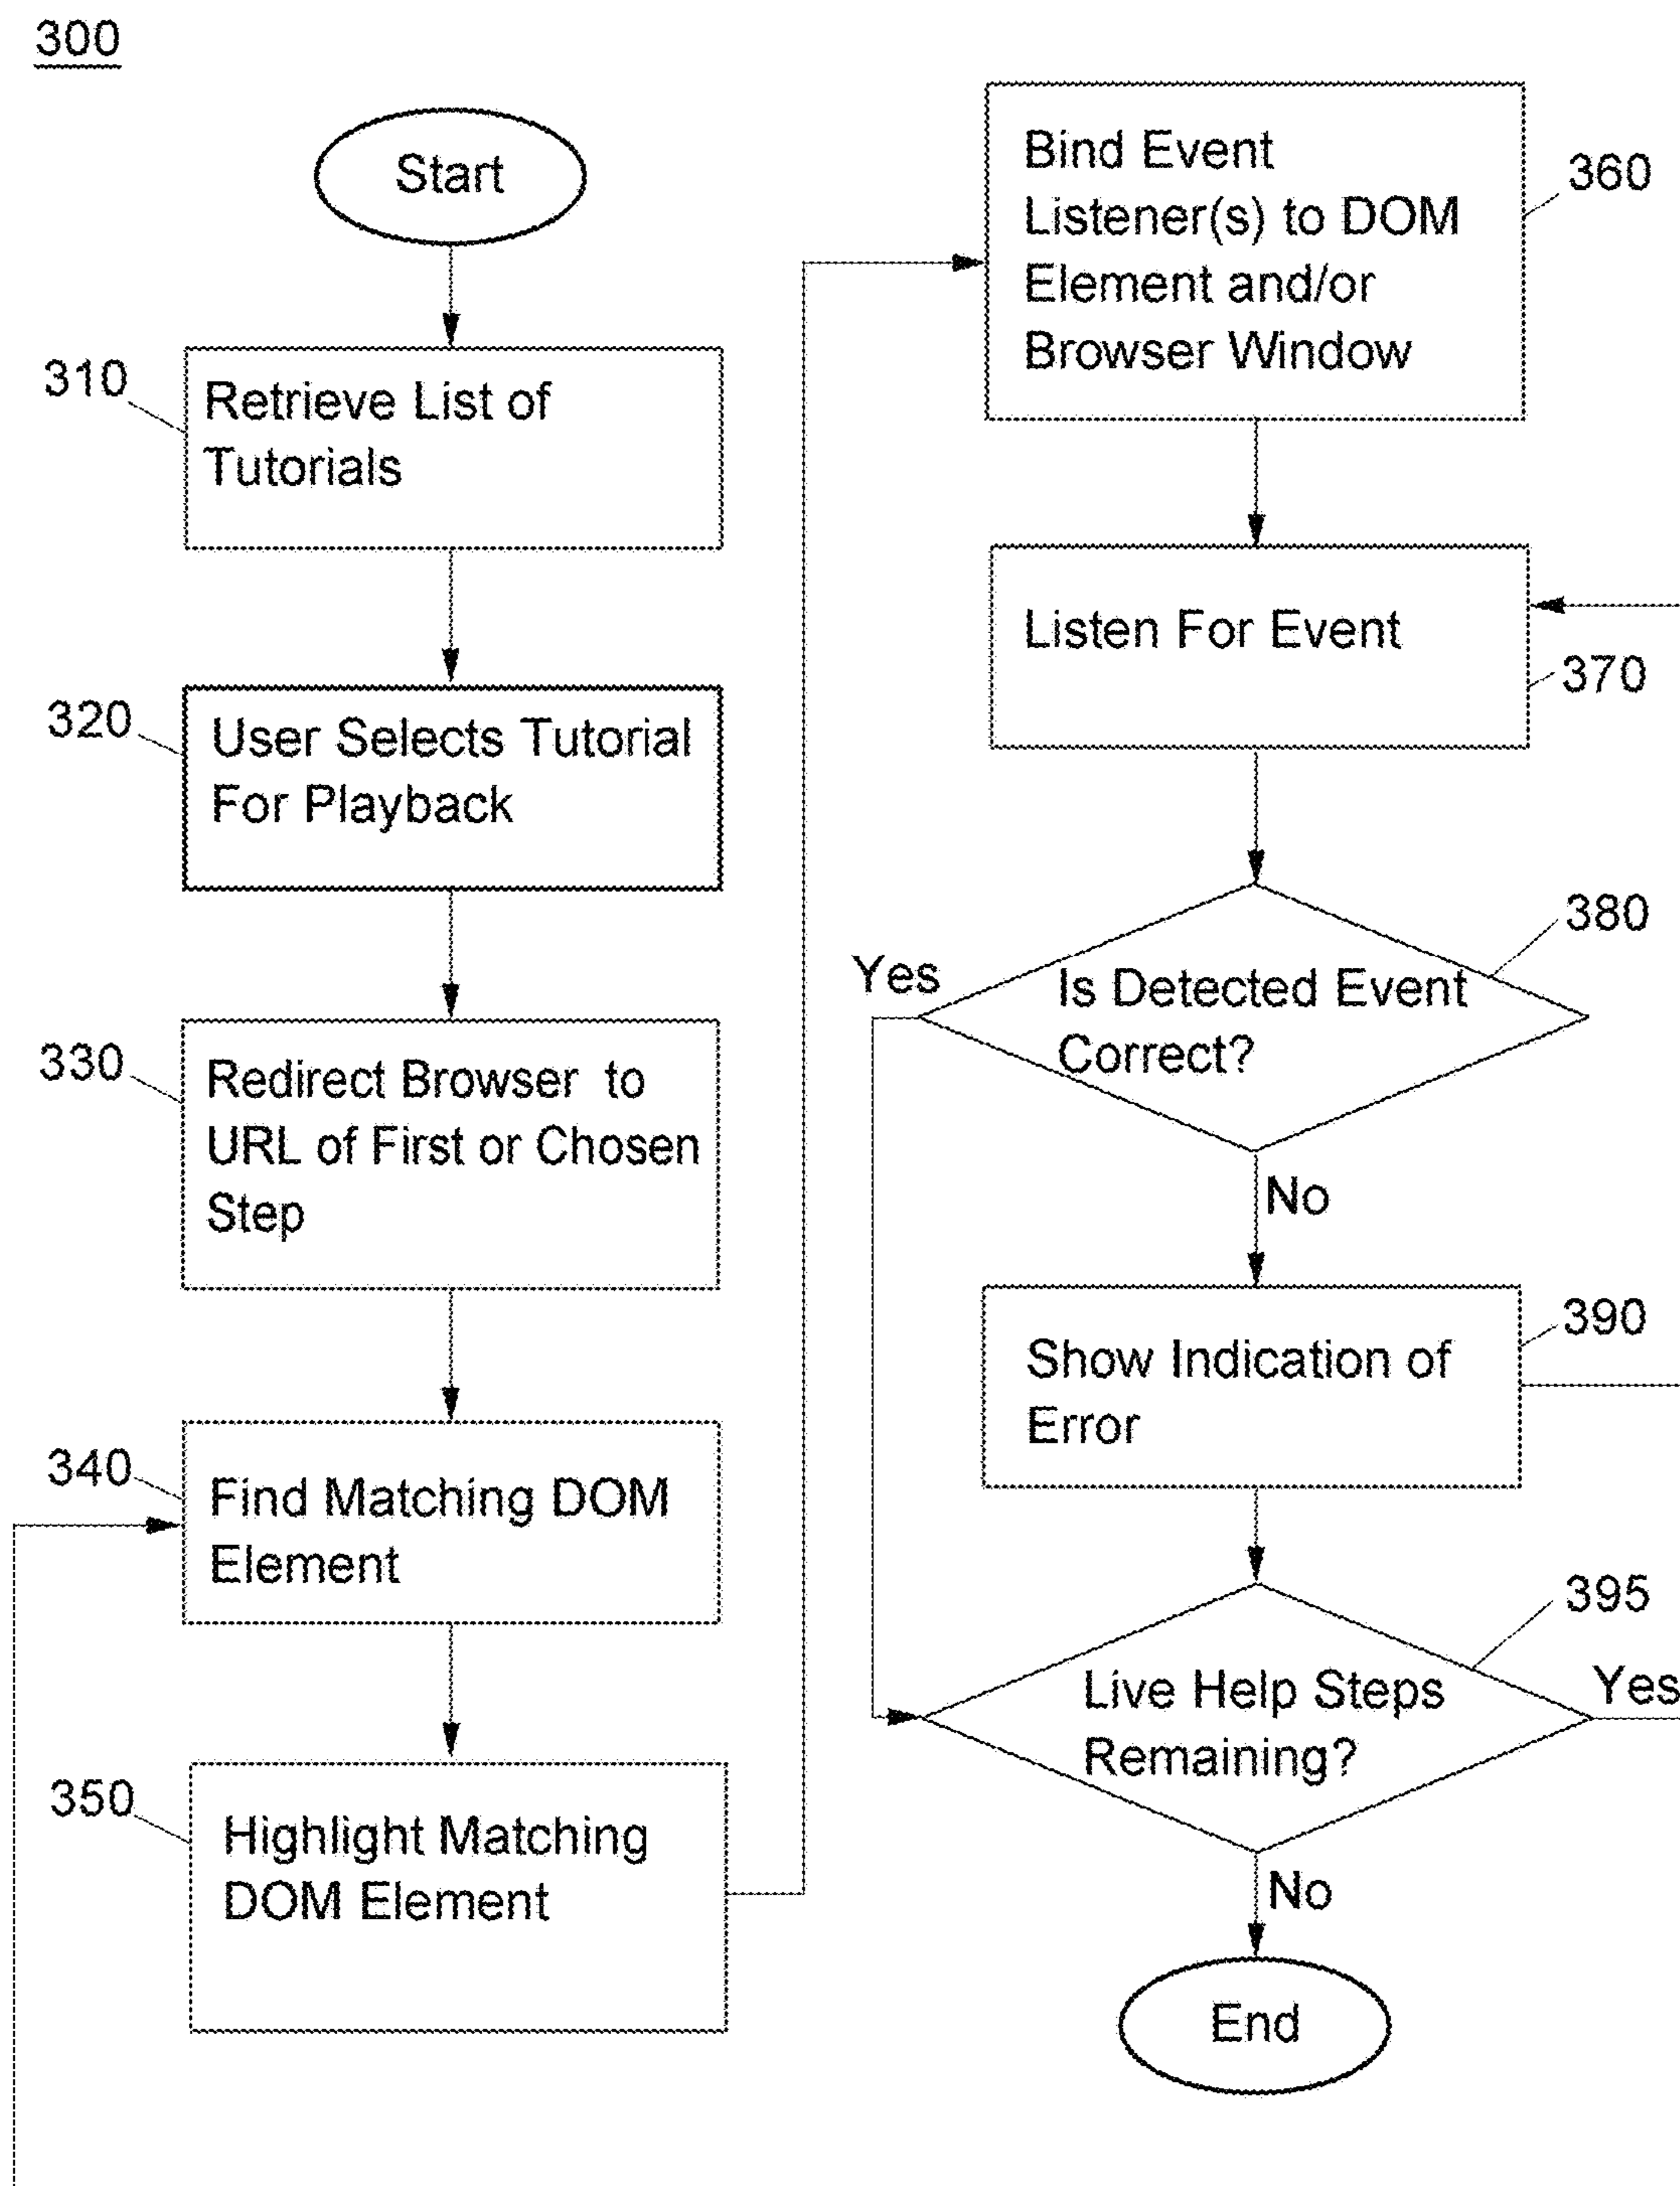 300
Start
310
Retrieve List of
Tutorials
320
User Selects Tutorial
For Playback
330
Redirect Browser to
URL of First or Chosen
Step
340
Find Matching DOM
Element
350
Highlight Matching
DOM Element
Bind Event
Listener(s) to DOM
Element and/or
Browser Window
360
Listen For Event
370
380
Yes
Is Detected Event
Correct?
No
390
Show Indication of
Error
395
Live Help Steps
Remaining?
Yes
No
End